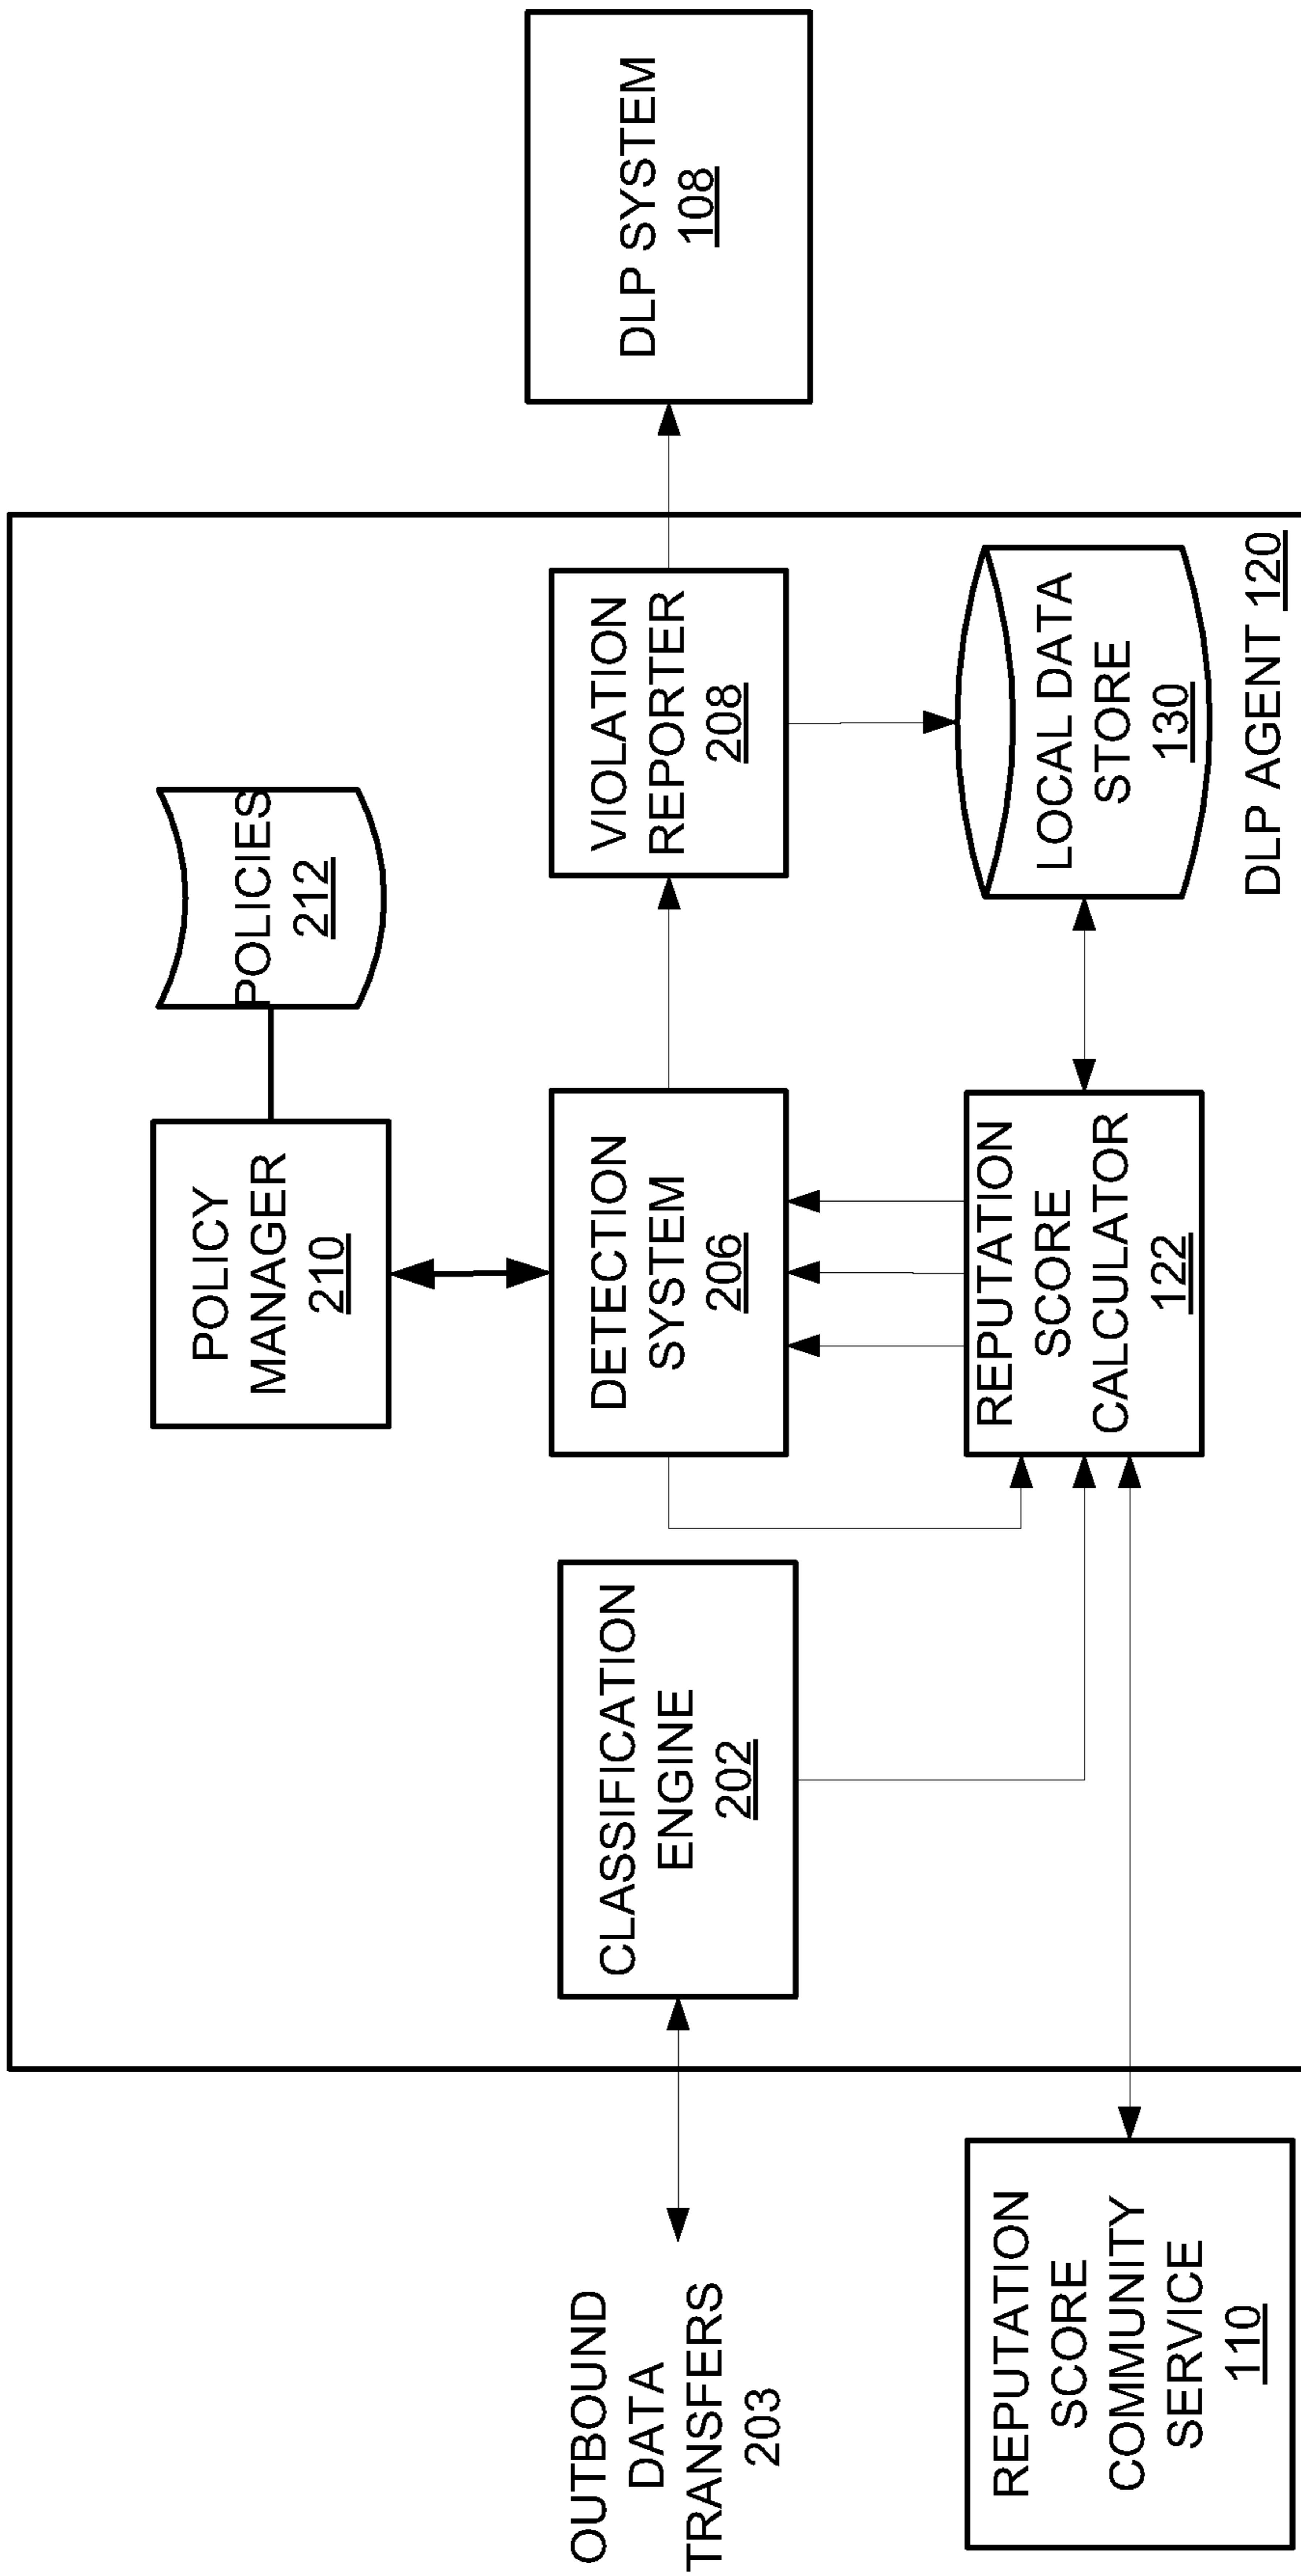 POLICY
MANAGER
210
POLICIES
212
OUTBOUND
DATA
TRANSFERS
203
CLASSIFICATION
ENGINE
202
DETECTION
SYSTEM
206
VIOLATION
REPORTER
208
DLP SYSTEM
108
REPUTATION
SCORE
COMMUNITY
SERVICE
110
REPUTATION
SCORE
CALCULATOR
122
LOCAL DATA
STORE
130
DLP AGENT 120